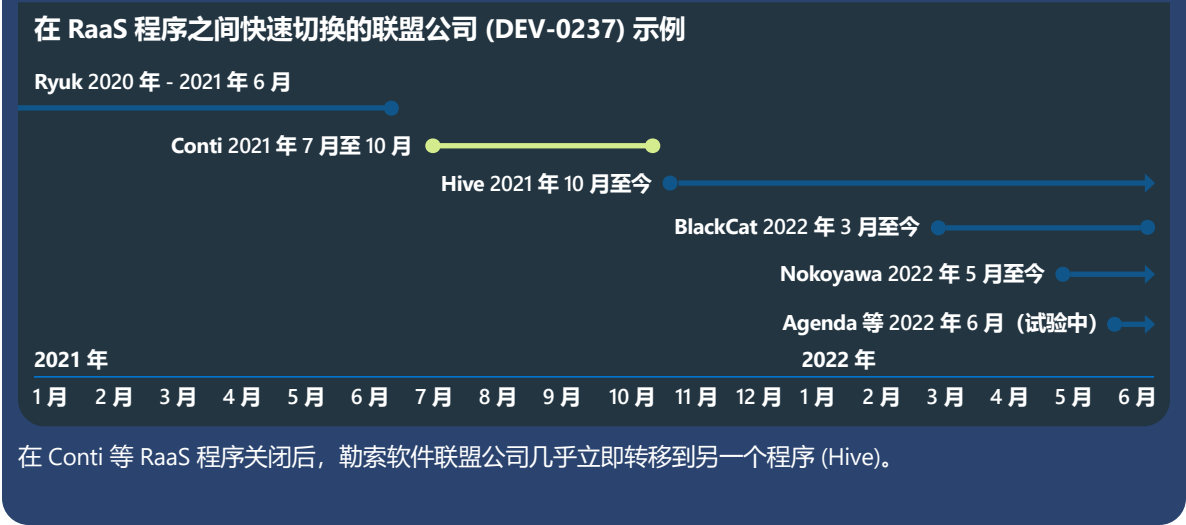 在 RaaS 程序之间快速切换的联盟公司 (DEV-0237) 示例
Ryuk 2020 年 - 2021 年 6 月
Conti 2021 年 7 月至 10 月
Hive 2021 年 10 月至今
BlackCat 2022 年 3 月至今
Nokoyawa 2022 年 5 月至今
Agenda 等 2022 年 6 月（试验中）
2021 年 2022 年
1 月 2 月 3 月 4 月 5 月 6 月 7 月 8 月 9 月 10 月 11 月 12 月 1 月 2 月 3 月 4 月 5 月 6 月
在 Conti 等 RaaS 程序关闭后，勒索软件联盟公司几乎立即转移到另一个程序 (Hive)。